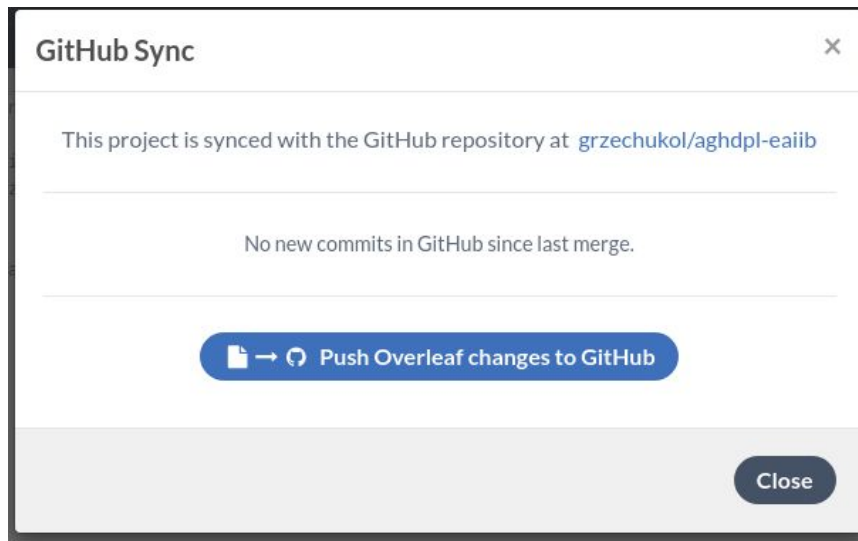 GitHub Sync
×
This project is synced with the GitHub repository at grzechukol/aghdpl-eaiib
No new commits in GitHub since last merge.
Push Overleaf changes to GitHub
Close